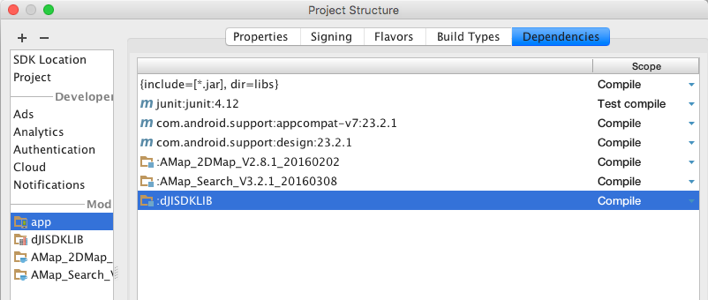 Project Structure
+ −
Properties Signing Flavors Build Types Dependencies
SDK Location
Project
Developer
Ads
Analytics
Authentication
Cloud
Notifications
Mod
app
dJISDKLIB
AMap_2DMap_
AMap_Search_V
Scope
{include=[*.jar], dir=libs} Compile
m junit:junit:4.12 Test compile
m com.android.support:appcompat-v7:23.2.1 Compile
m com.android.support:design:23.2.1 Compile
:AMap_2DMap_V2.8.1_20160202 Compile
:AMap_Search_V3.2.1_20160308 Compile
:dJISDKLIB Compile